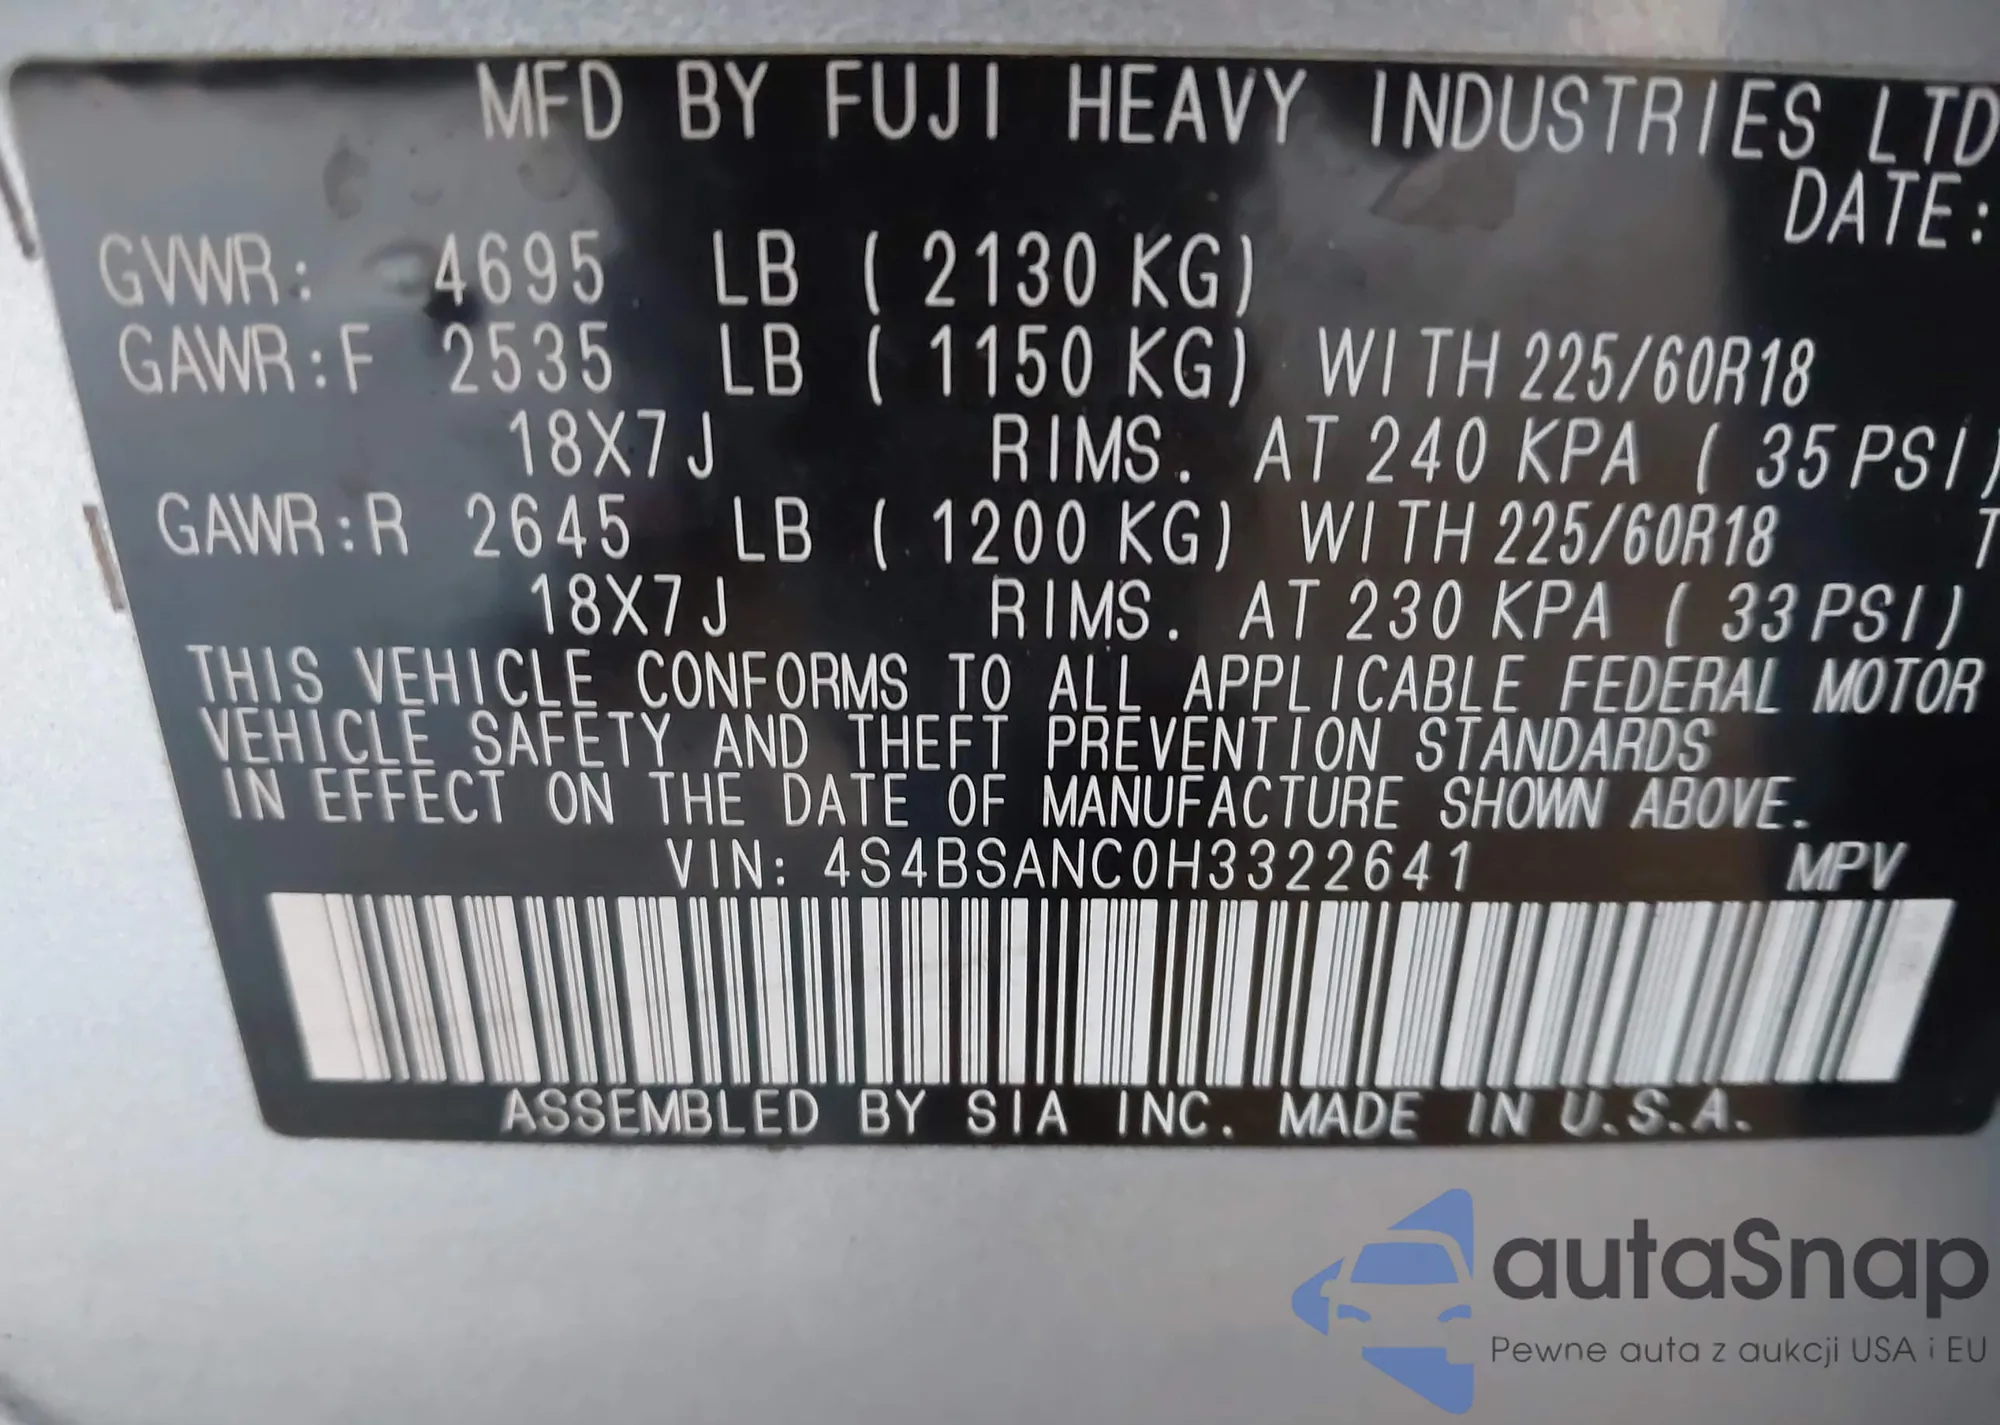 MFD BY FUJI HEAVY INDUSTRIES LTD
DATE:
GVWR: 4695 LB ( 2130 KG)
GAWR:F 2535 LB ( 1150 KG) WITH 225/60R18
18X7J RIMS. AT 240 KPA ( 35 PSI)
GAWR:R 2645 LB ( 1200 KG) WITH 225/60R18 T
18X7J RIMS. AT 230 KPA ( 33 PSI)
THIS VEHICLE CONFORMS TO ALL APPLICABLE FEDERAL MOTOR
VEHICLE SAFETY AND THEFT PREVENTION STANDARDS
IN EFFECT ON THE DATE OF MANUFACTURE SHOWN ABOVE.
VIN: 4S4BSANC0H3322641 MPV
ASSEMBLED BY SIA INC. MADE IN U.S.A.
autaSnap
Pewne auta z aukcji USA i EU